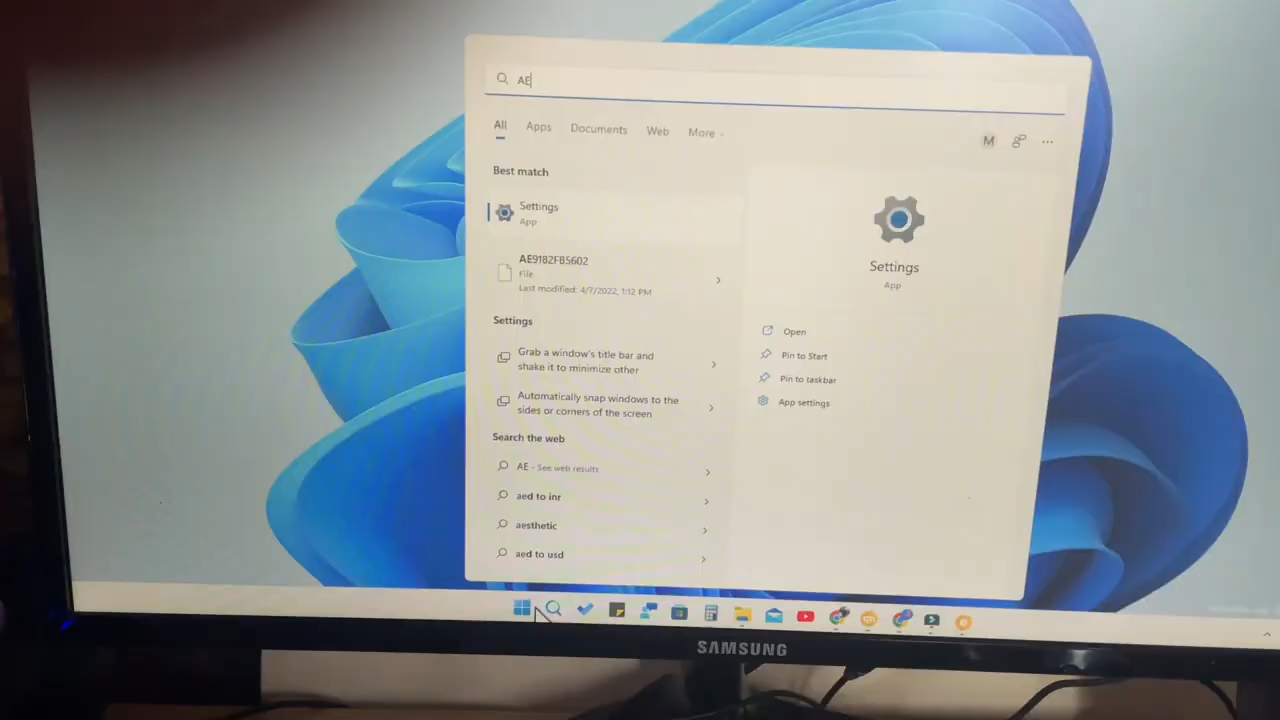 AE
All Apps Documents Web More
M
Best match
Settings
App
AE9182FB5602
File
Last modified: 4/7/2022, 1:12 PM
Settings
Grab a window's title bar and
shake it to minimize other
Automatically snap windows to the
sides or corners of the screen
Search the web
AE - See web results
aed to inr
aesthetic
aed to usd
Settings
App
Open
Pin to Start
Pin to taskbar
App settings
SAMSUNG